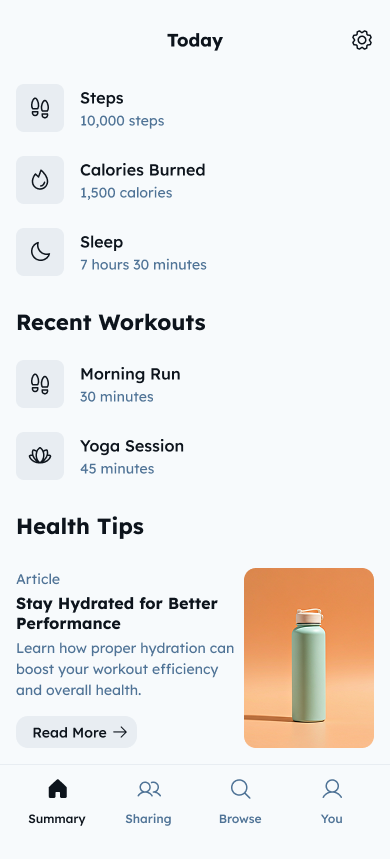 Today
Steps
10,000 steps
Calories Burned
1,500 calories
Sleep
7 hours 30 minutes
Recent Workouts
Morning Run
30 minutes
Yoga Session
45 minutes
Health Tips
Article
Stay Hydrated for Better
Performance
Learn how proper hydration can
boost your workout efficiency
and overall health.
Read More
Summary Sharing Browse You